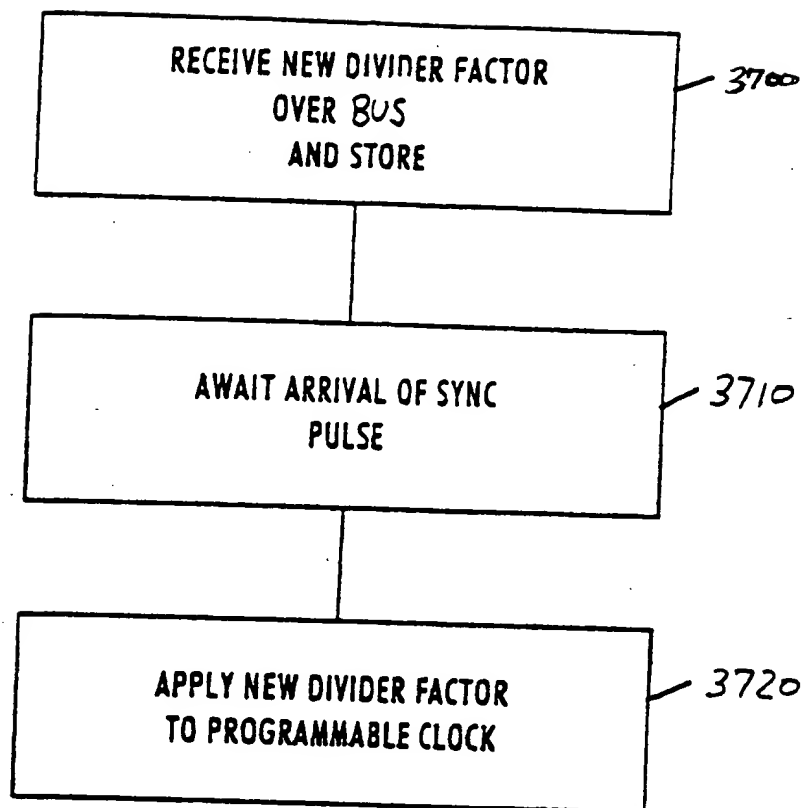 RECEIVE NEW DIVIDER FACTOR
OVER BUS
AND STORE
3700
AWAIT ARRIVAL OF SYNC
PULSE
3710
APPLY NEW DIVIDER FACTOR
TO PROGRAMMABLE CLOCK
3720